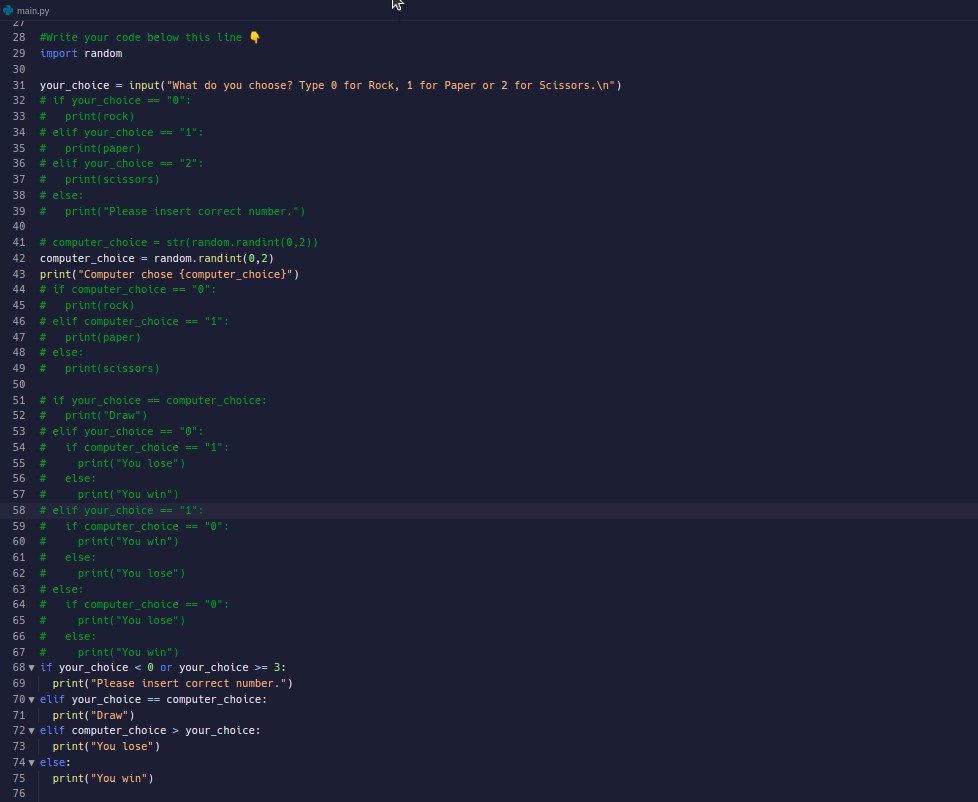 main.py
27
28 #Write your code below this line 👇
29 import random
30
31 your_choice = input("What do you choose? Type 0 for Rock, 1 for Paper or 2 for Scissors.\n")
32 # if your_choice == "0":
33 #   print(rock)
34 # elif your_choice == "1":
35 #   print(paper)
36 # elif your_choice == "2":
37 #   print(scissors)
38 # else:
39 #   print("Please insert correct number.")
40
41 # computer_choice = str(random.randint(0,2))
42 computer_choice = random.randint(0,2)
43 print("Computer chose {computer_choice}")
44 # if computer_choice == "0":
45 #   print(rock)
46 # elif computer_choice == "1":
47 #   print(paper)
48 # else:
49 #   print(scissors)
50
51 # if your_choice == computer_choice:
52 #   print("Draw")
53 # elif your_choice == "0":
54 #   if computer_choice == "1":
55 #     print("You lose")
56 #   else:
57 #     print("You win")
58 # elif your_choice == "1":
59 #   if computer_choice == "0":
60 #     print("You win")
61 #   else:
62 #     print("You lose")
63 # else:
64 #   if computer_choice == "0":
65 #     print("You lose")
66 #   else:
67 #     print("You win")
68 if your_choice < 0 or your_choice >= 3:
69   print("Please insert correct number.")
70 elif your_choice == computer_choice:
71   print("Draw")
72 elif computer_choice > your_choice:
73   print("You lose")
74 else:
75   print("You win")
76